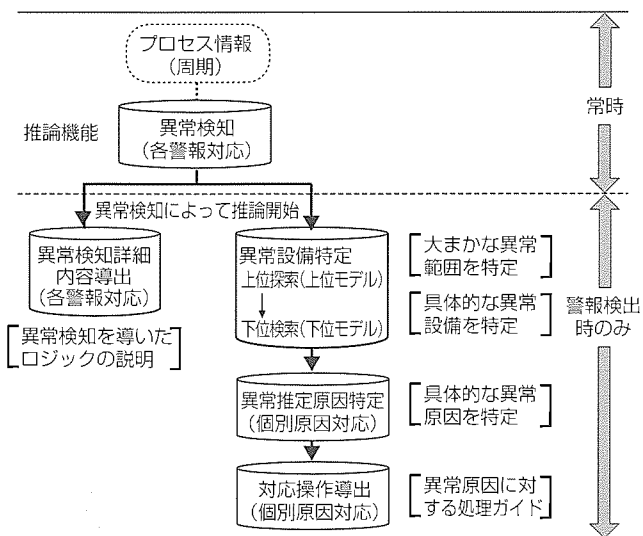 プロセス情報
(周期)
常時
推論機能
異常検知
(各警報対応)
異常検知によって推論開始
異常検知詳細
内容導出
(各警報対応)
異常検知を導いた
ロジックの説明
異常設備特定
上位探索(上位モデル)
下位検索(下位モデル)
大まかな異常
範囲を特定
具体的な異常
設備を特定
警報検出
時のみ
異常推定原因特定
(個別原因対応)
具体的な異常
原因を特定
対応操作導出
(個別原因対応)
異常原因に対
する処理ガイド